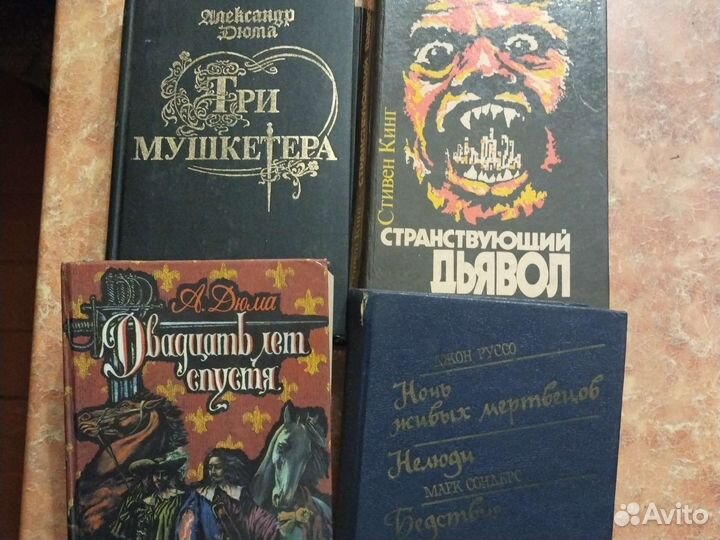 Александр
Дюма
Три
мушкетера
Стивен Кинг
СТРАНСТВУЮЩИЙ
ДЬЯВОЛ
А. Дюма
Двадцать лет
спустя
ДЖОН РУССО
Ночь
живых мертвецов
Нелюди
МАРК СОНДЕРС
Бедствие
Avito